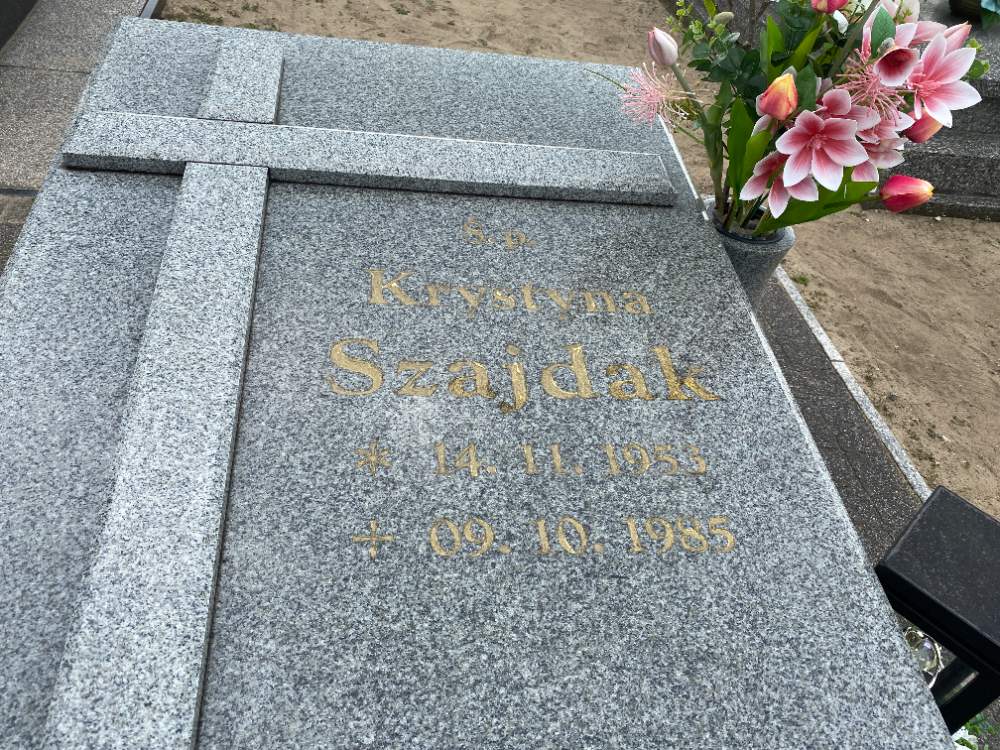 Ś. p.
Krystyna
Szajdak
* 14. 11. 1953
+ 09. 10. 1985